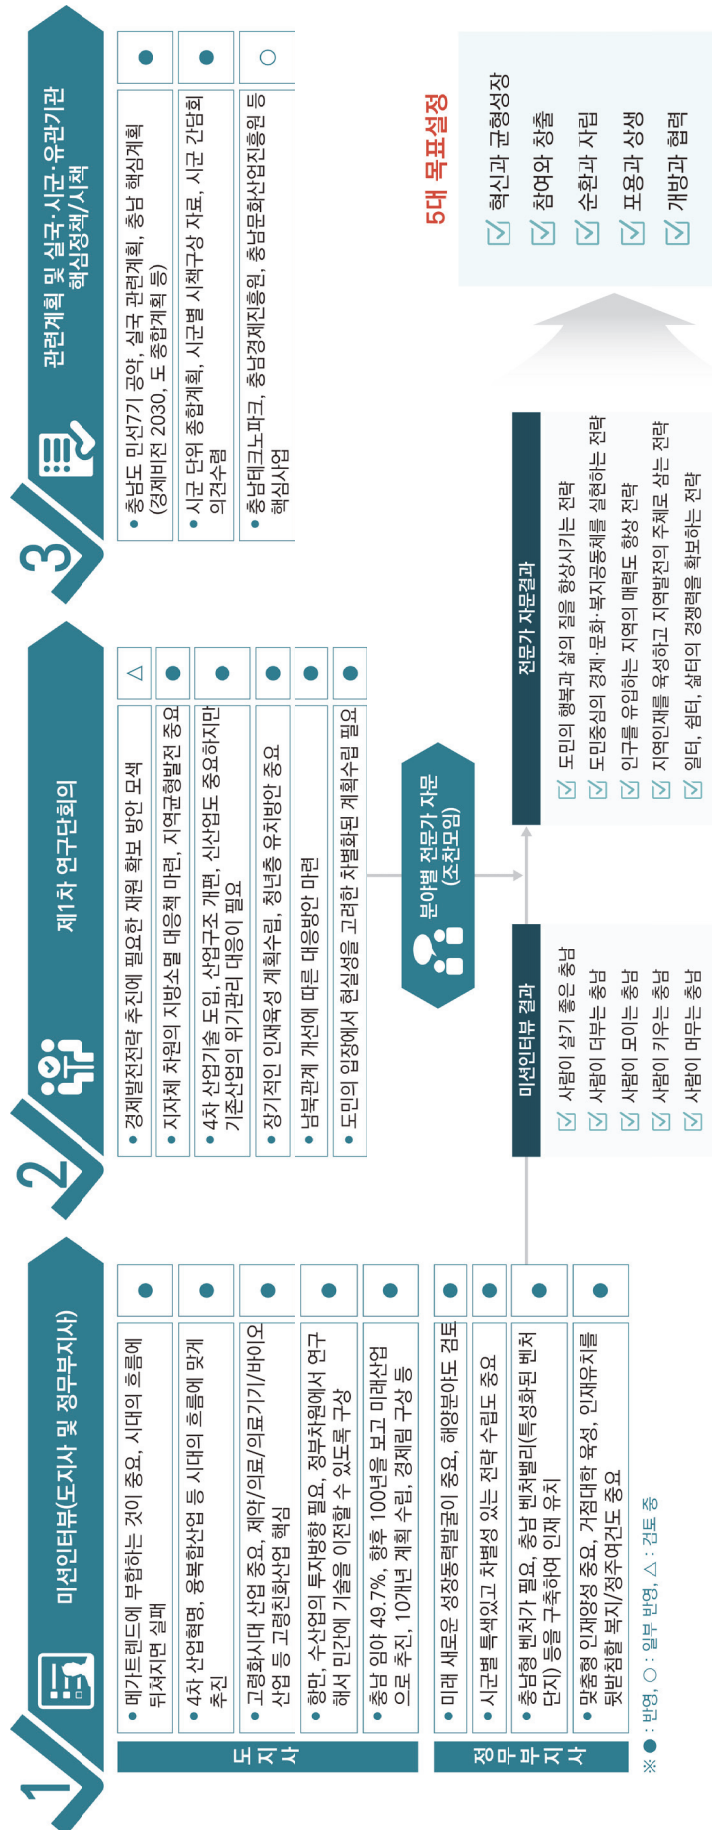 1
미션인터뷰(도지사 및 정무부지사)
도지사
• 메가트렌드에 부합하는 것이 중요, 시대의 흐름에
뒤쳐지면 실패
●
• 4차 산업혁명, 융복합산업 등 시대의 흐름에 맞게
추진
●
• 고령화시대 산업 중요, 제약/의료/의료기기/바이오
산업 등 고령친화산업 핵심
●
• 항만, 수산업의 투자방향 필요, 정부차원에서 연구
해서 민간에 기술을 이전할 수 있도록 구상
●
• 충남 임야 49.7%, 향후 100년을 보고 미래산업
으로 추진, 10개년 계획 수립, 경제림 구상 등
●
정무부지사
• 미래 새로운 성장동력발굴이 중요, 해양분야도 검토
●
• 시군별 특색있고 차별성 있는 전략 수립도 중요
●
• 충남형 벤처가 필요, 충남 벤처밸리(특성화된 벤처
단지) 등을 구축하여 인재 유치
●
• 맞춤형 인재양성 중요, 거점대학 육성, 인재유치를
뒷받침할 복지/정주여건도 중요
●
※ ● : 반영, ○ : 일부 반영, △ : 검토 중
2
제1차 연구단회의
• 경제발전전략 추진에 필요한 재원 확보 방안 모색
△
• 지자체 차원의 지방소멸 대응책 마련, 지역균형발전 중요
●
• 4차 산업기술 도입, 산업구조 개편, 신산업도 중요하지만
기존산업의 위기관리 대응이 필요
●
• 장기적인 인재육성 계획수립, 청년층 유치방안 중요
●
• 남북관계 개선에 따른 대응방안 마련
●
• 도민의 입장에서 현실성을 고려한 차별화된 계획수립 필요
●
3
관련계획 및 실국·시군·유관기관
핵심정책/시책
• 충남도 민선7기 공약, 실국 관련계획, 충남 핵심계획
(경제비전 2030, 도 종합계획 등)
●
• 시군 단위 종합계획, 시군별 시책구상 자료, 시군 간담회
의견수렴
●
• 충남테크노파크, 충남경제진흥원, 충남문화산업진흥원 등
핵심사업
○
분야별 전문가 자문
(조찬모임)
미션인터뷰 결과
사람이 살기 좋은 충남
사람이 더부는 충남
사람이 모이는 충남
사람이 키우는 충남
사람이 머무는 충남
전문가 자문결과
도민의 행복과 삶의 질을 향상시키는 전략
도민중심의 경제·문화·복지공동체를 실현하는 전략
인구를 유입하는 지역의 매력도 향상 전략
지역인재를 육성하고 지역발전의 주체로 삼는 전략
일터, 쉼터, 삶터의 경쟁력을 확보하는 전략
5대 목표설정
혁신과 균형성장
참여와 창출
순환과 자립
포용과 상생
개방과 협력